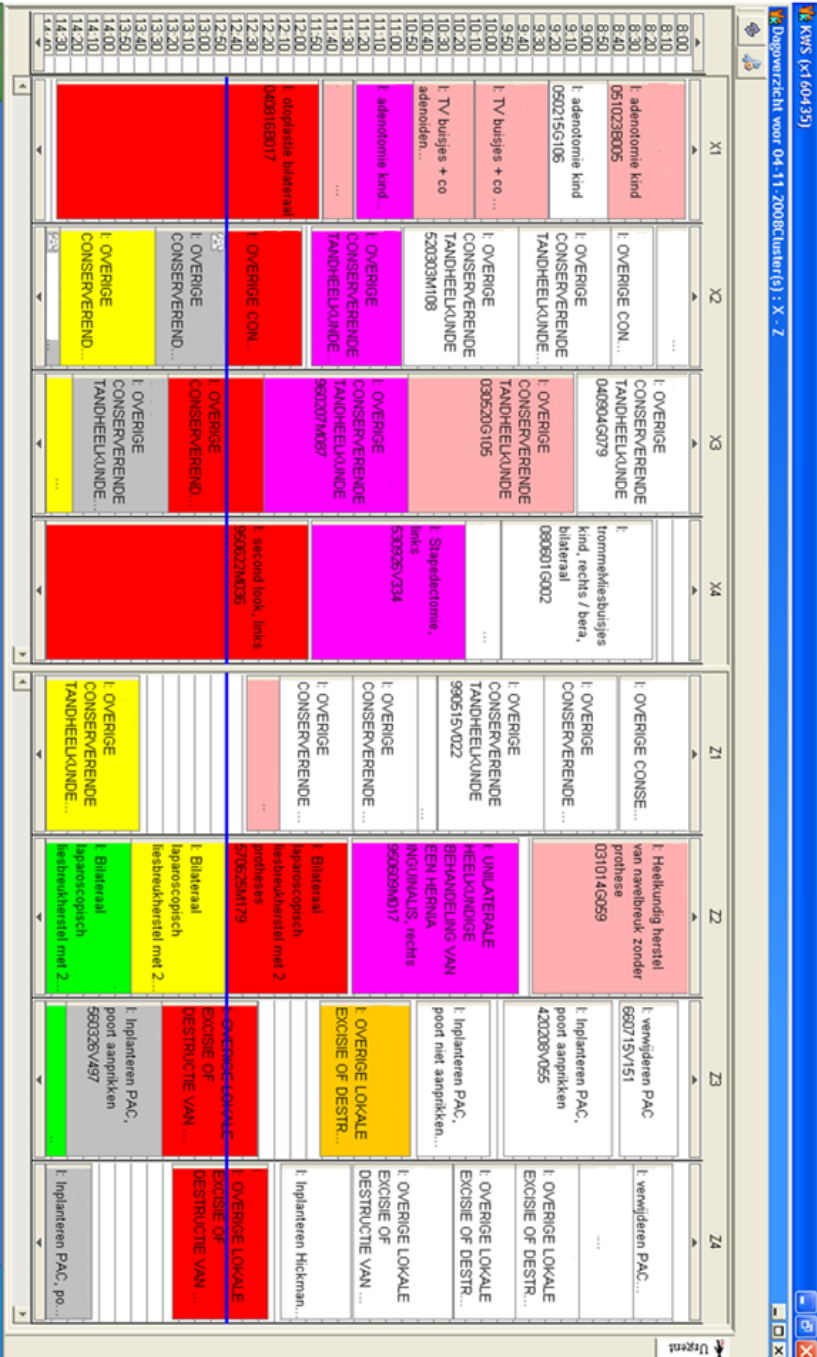 KWS (x160435)
Dagoverzicht voor 04-11-2008Cluster(s) : X - Z
Urgent
X1
X2
X3
X4
Z1
Z2
Z3
Z4
8:00
8:10
8:20
8:30
8:40
8:50
9:00
9:10
9:20
9:30
9:40
9:50
10:00
10:10
10:20
10:30
10:40
10:50
11:00
11:10
11:20
11:30
11:40
11:50
12:00
12:10
12:20
12:30
12:40
12:50
13:00
13:10
13:20
13:30
13:40
13:50
14:00
14:10
14:20
14:30
14:40
I: adenotomie kind
051023B005
I: adenotomie kind
050215G106
I: TV buisjes + co ...
I: TV buisjes + co
adenoiden...
I: adenotomie kind...
...
I: otoplastie bilateraal
040816B017
...
I: OVERIGE CON...
I: OVERIGE
CONSERVERENDE
TANDHEELKUNDE...
I: OVERIGE
CONSERVERENDE
TANDHEELKUNDE
520303M108
I: OVERIGE
CONSERVERENDE
TANDHEELKUNDE...
I: OVERIGE CON...
I: OVERIGE
CONSERVEREND...
I: OVERIGE
CONSERVEREND...
...
I: OVERIGE
CONSERVERENDE
TANDHEELKUNDE
040904G079
I: OVERIGE
CONSERVERENDE
TANDHEELKUNDE
030520G105
I: OVERIGE
CONSERVERENDE
TANDHEELKUNDE
960207M087
I: OVERIGE
CONSERVEREND...
I: OVERIGE
CONSERVERENDE
TANDHEELKUNDE...
...
I:
trommelvliesbuisjes
kind, rechts / bera,
bilateraal
080601G002
...
I: Stapedectomie,
links
530926V334
I: second look, links
950622M036
I: OVERIGE CONSE...
I: OVERIGE
CONSERVERENDE ...
I: OVERIGE
CONSERVERENDE
TANDHEELKUNDE
990515V022
...
I: OVERIGE
CONSERVERENDE ...
I: OVERIGE
CONSERVERENDE ...
...
I: OVERIGE
CONSERVERENDE
TANDHEELKUNDE...
I: Heelkundig herstel
van navelbreuk zonder
prothese
031014G059
I: UNILATERALE
HEELKUNDIGE
BEHANDELING VAN
EEN HERNIA
INGUINALIS, rechts
950609M017
I: Bilateraal
laparoscopisch
liesbreukherstel met 2
protheses
570625M179
I: Bilateraal
laparoscopisch
liesbreukherstel met 2...
I: Bilateraal
laparoscopisch
liesbreukherstel met 2...
I: verwijderen PAC
660715V151
I: Inplanteren PAC,
poort aanprikken
420208V055
I: Inplanteren PAC,
poort niet aanprikken...
I: OVERIGE LOKALE
EXCISIE OF DESTR...
I: OVERIGE LOKALE
EXCISIE OF
DESTRUCTIE VAN ...
I: Inplanteren PAC,
poort aanprikken
560326V497
...
I: verwijderen PAC...
...
I: OVERIGE LOKALE
EXCISIE OF DESTR...
I: OVERIGE LOKALE
EXCISIE OF DESTR...
I: OVERIGE LOKALE
EXCISIE OF
DESTRUCTIE VAN ...
I: Inplanteren Hickman...
I: OVERIGE LOKALE
EXCISIE OF
DESTRUCTIE VAN ...
I: Inplanteren PAC, po...